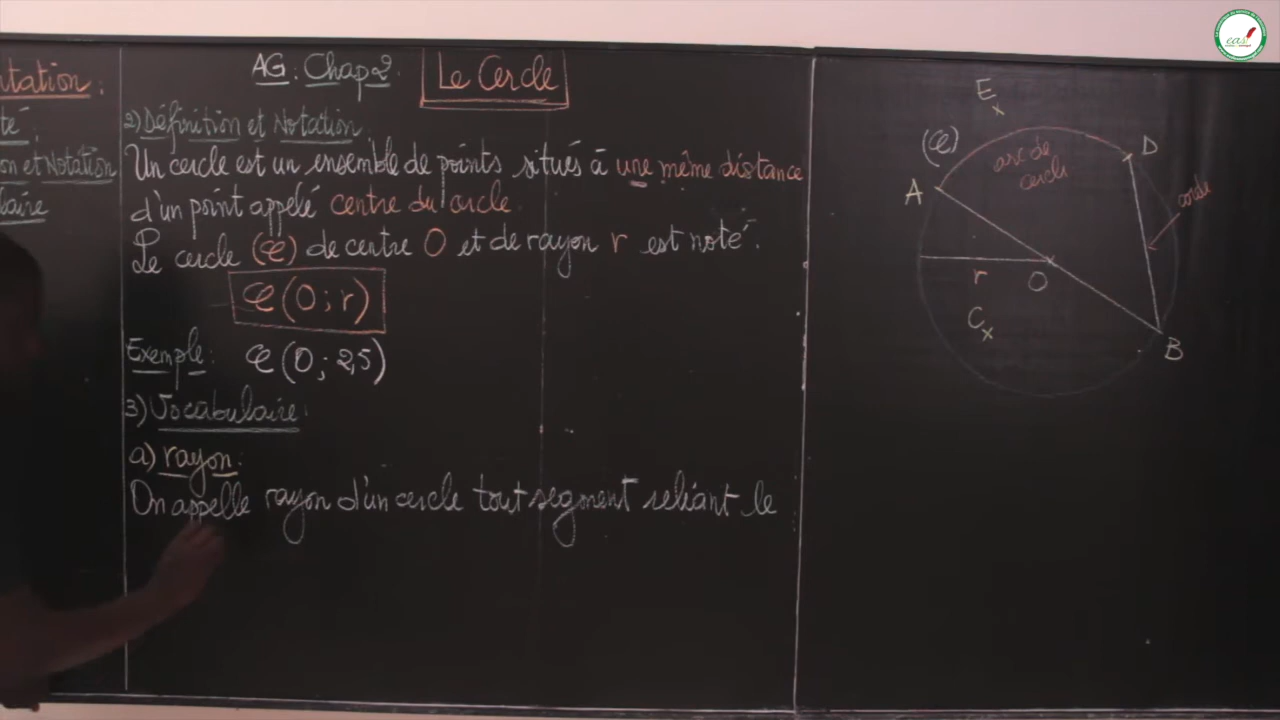 ntation:
té
on et Notation
laire
AG: Chap2. Le Cercle
2) Définition et Notation
Un cercle est un ensemble de points situés à une même distance
d'un point appelé centre du cercle.
Le cercle (C) de centre O et de rayon r est noté.
C(O;r)
Exemple: C(O; 2,5)
3) Vocabulaire:
a) rayon:
On appelle rayon d'un cercle tout segment reliant le
E
(C)
arc de
cercle
D
A
corde
r
O
C
B
eas!